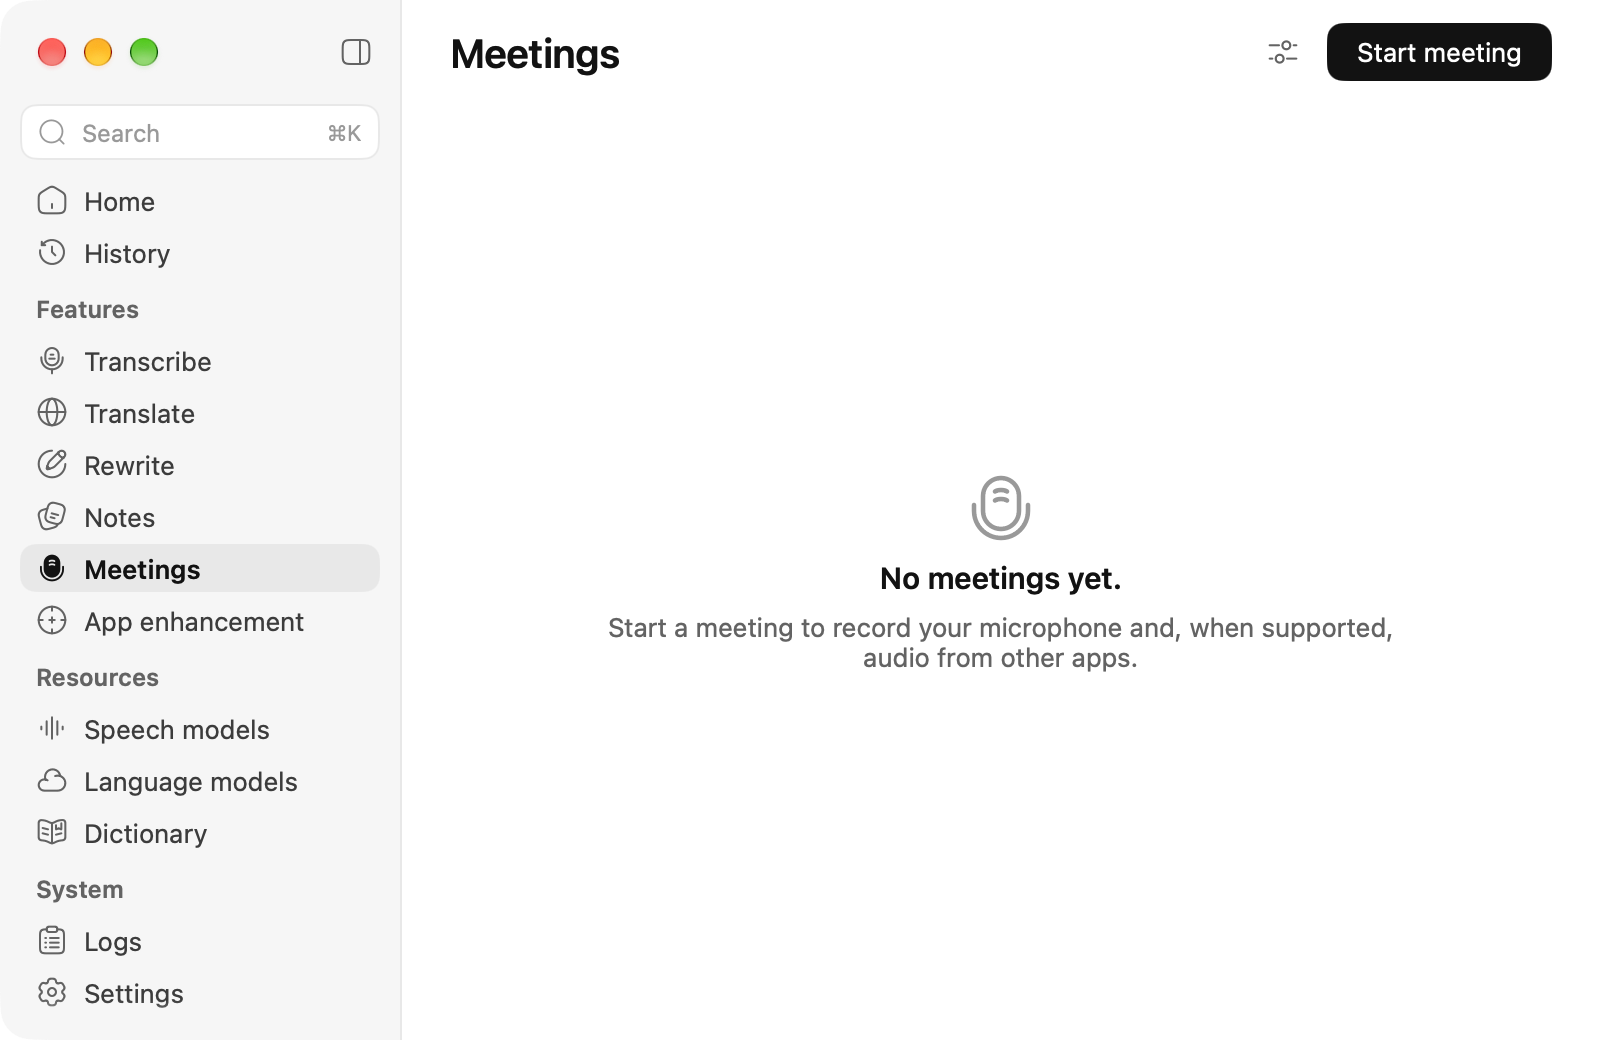 Meetings
Start meeting
Search ⌘K
Home
History
Features
Transcribe
Translate
Rewrite
Notes
Meetings
App enhancement
Resources
Speech models
Language models
Dictionary
System
Logs
Settings
No meetings yet.
Start a meeting to record your microphone and, when supported,
audio from other apps.